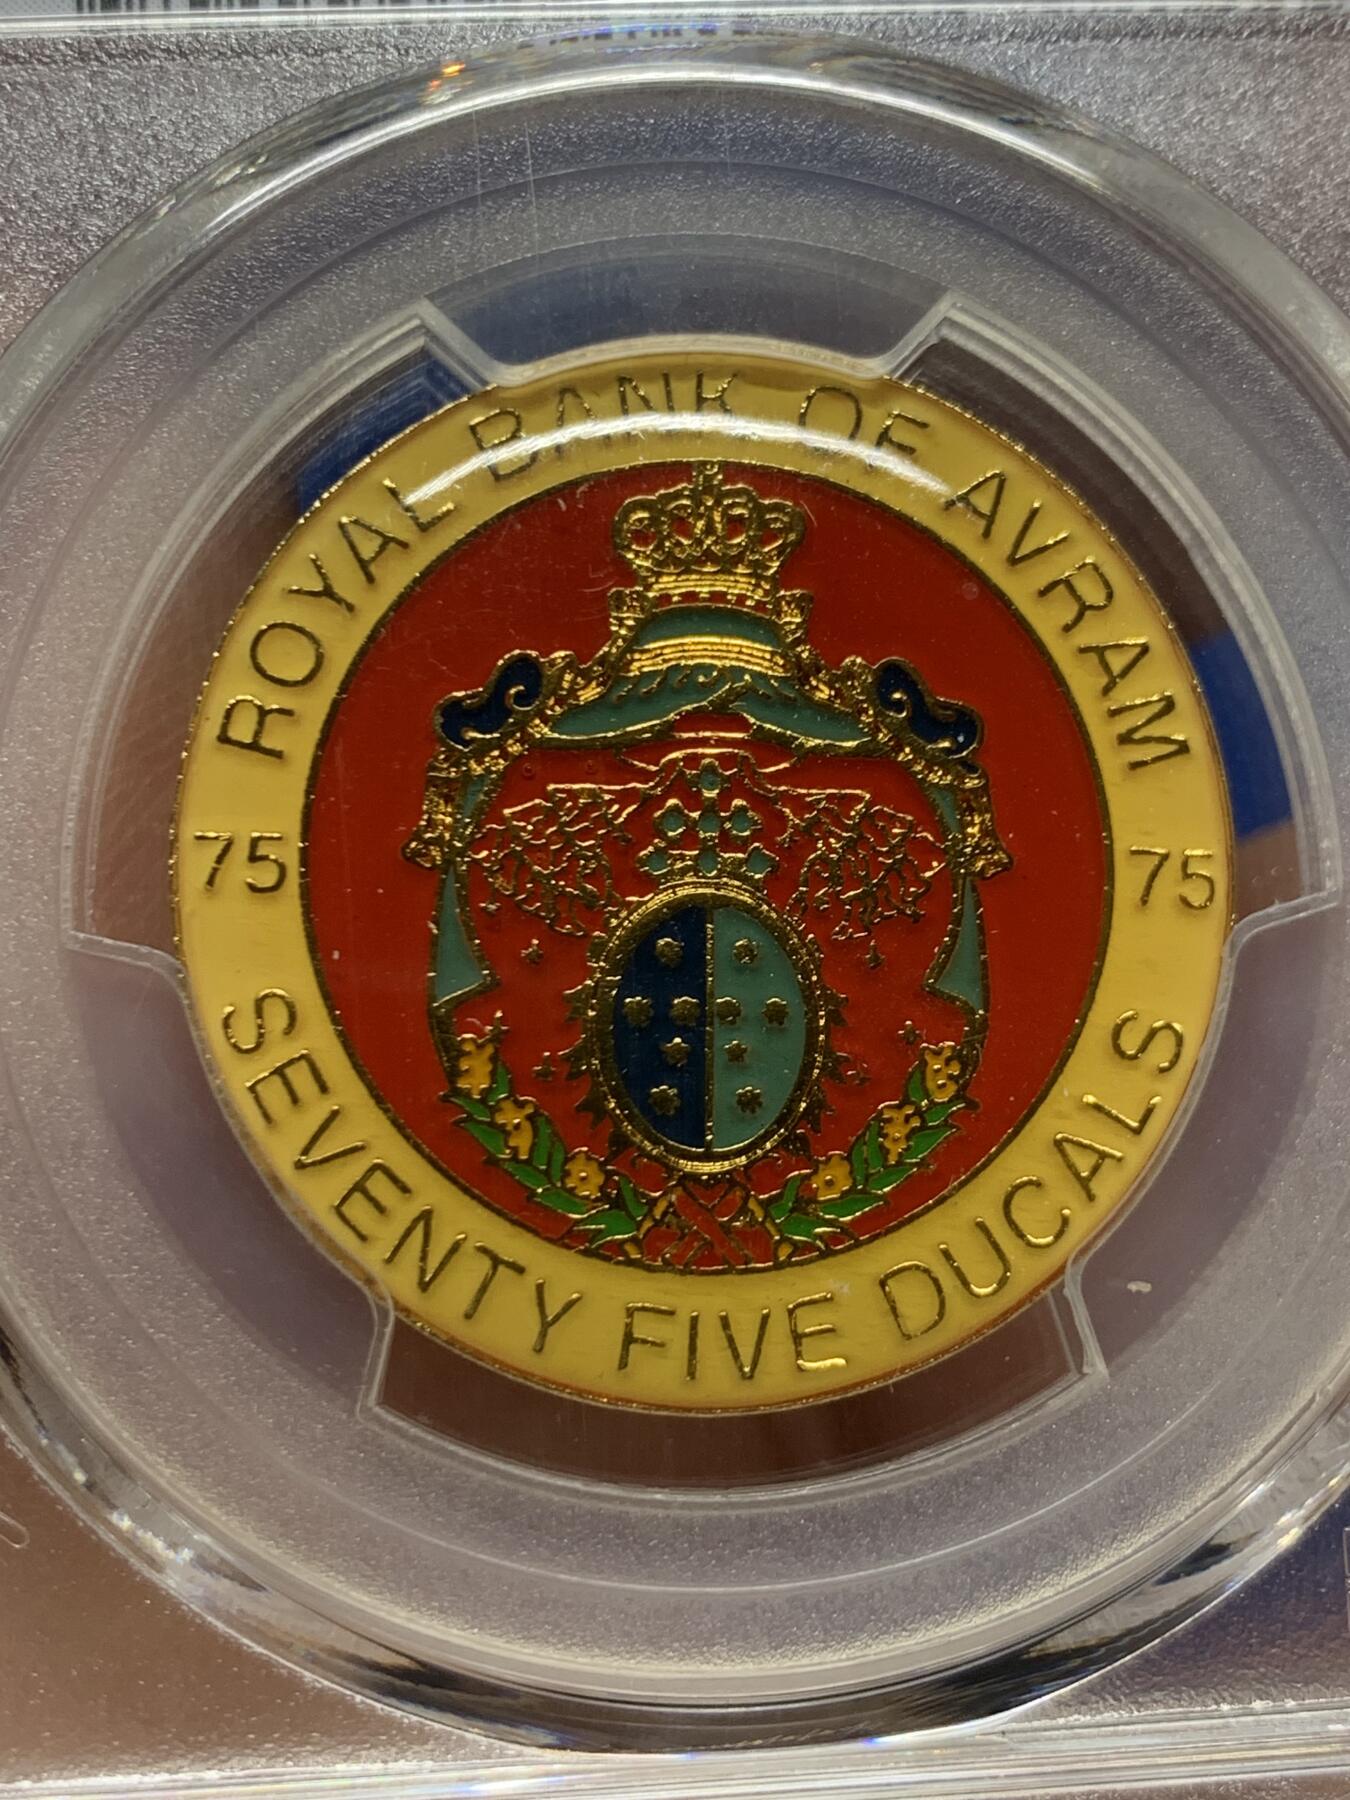 ROYAL BANK OF AVRAM
75 75
SEVENTY FIVE DUCALS